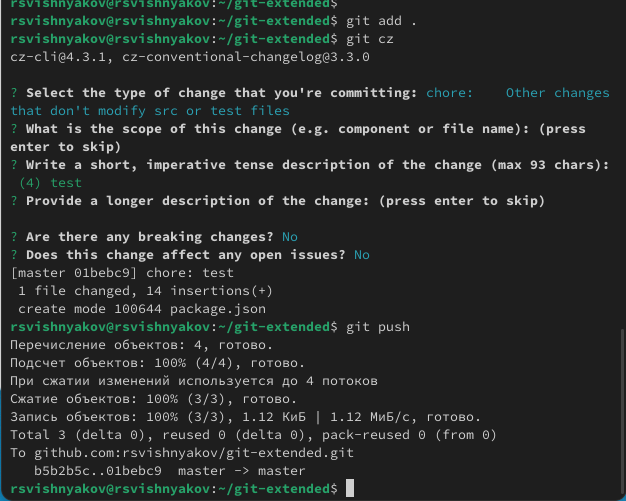 rsvishnyakov@rsvishnyakov:~/git-extended$
rsvishnyakov@rsvishnyakov:~/git-extended$ git add .
rsvishnyakov@rsvishnyakov:~/git-extended$ git cz
cz-cli@4.3.1, cz-conventional-changelog@3.3.0
? Select the type of change that you're committing: chore:    Other changes
that don't modify src or test files
? What is the scope of this change (e.g. component or file name): (press
enter to skip)
? Write a short, imperative tense description of the change (max 93 chars):
 (4) test
? Provide a longer description of the change: (press enter to skip)
? Are there any breaking changes? No
? Does this change affect any open issues? No
[master 01bebc9] chore: test
 1 file changed, 14 insertions(+)
 create mode 100644 package.json
rsvishnyakov@rsvishnyakov:~/git-extended$ git push
Перечисление объектов: 4, готово.
Подсчет объектов: 100% (4/4), готово.
При сжатии изменений используется до 4 потоков
Сжатие объектов: 100% (3/3), готово.
Запись объектов: 100% (3/3), 1.12 КиБ | 1.12 МиБ/с, готово.
Total 3 (delta 0), reused 0 (delta 0), pack-reused 0 (from 0)
To github.com:rsvishnyakov/git-extended.git
   b5b2b5c..01bebc9  master -> master
rsvishnyakov@rsvishnyakov:~/git-extended$